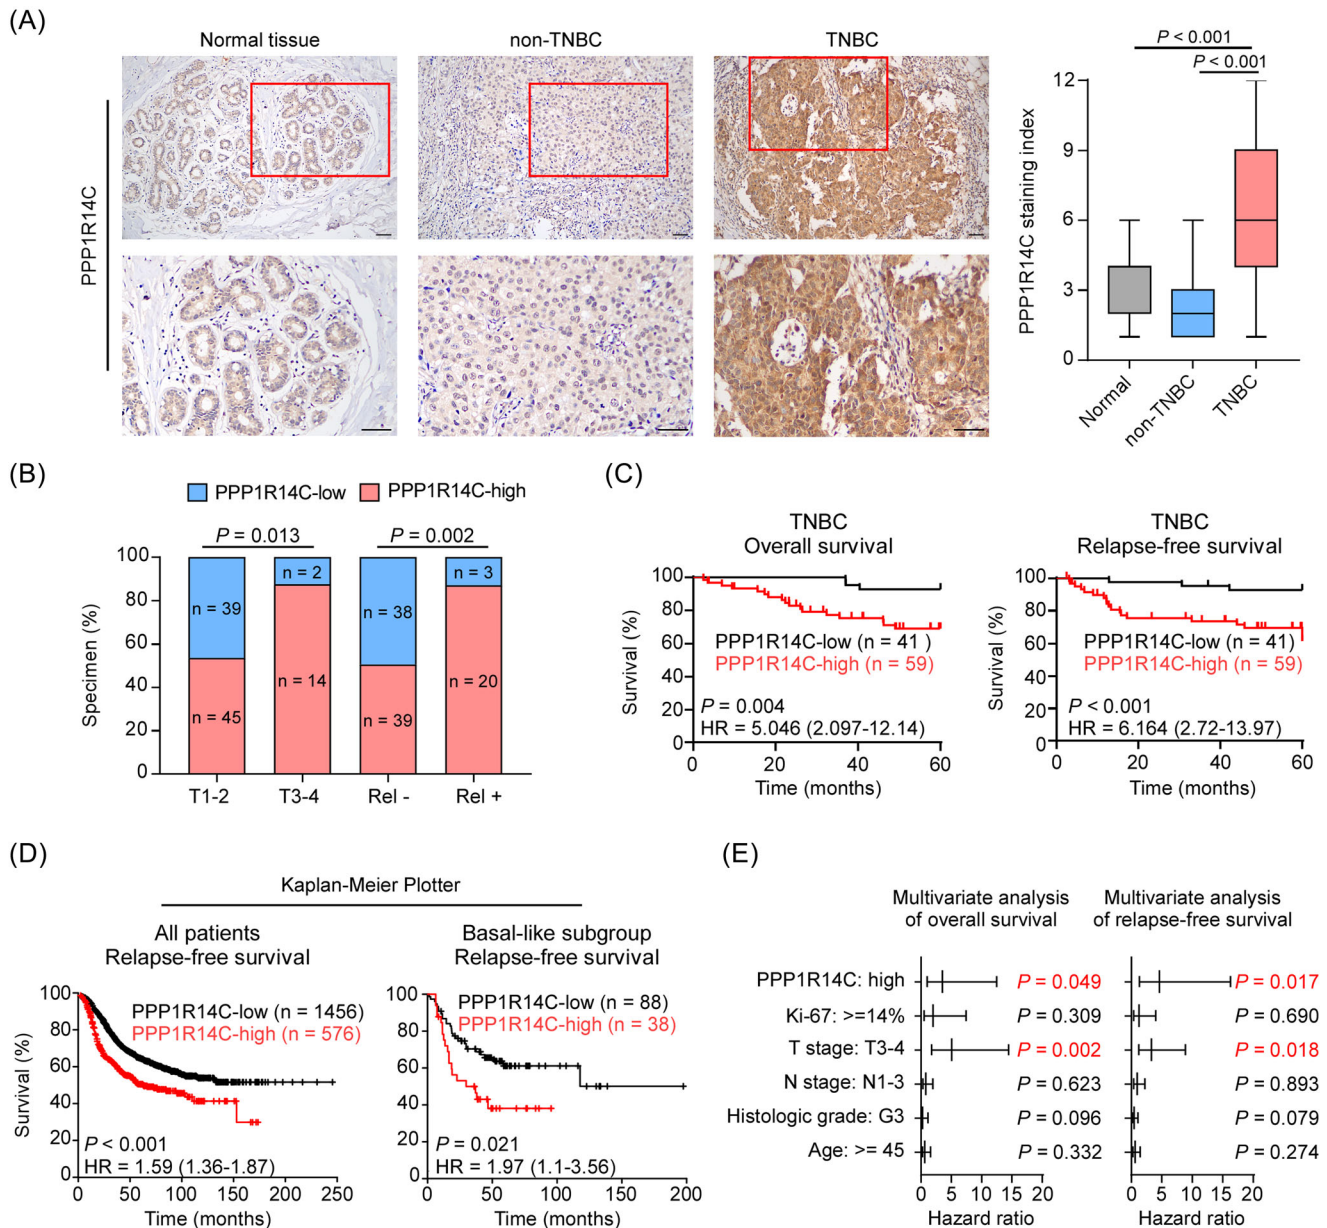 (A)
Normal tissue
non-TNBC
TNBC
PPP1R14C
P < 0.001
P < 0.001
PPP1R14C staining index
12
9
6
3
0
Normal
non-TNBC
TNBC
(B)
PPP1R14C-low
PPP1R14C-high
P = 0.013
P = 0.002
Specimen (%)
100
80
60
40
20
0
n = 39
n = 2
n = 38
n = 3
n = 45
n = 14
n = 39
n = 20
T1-2
T3-4
Rel -
Rel +
(C)
TNBC
Overall survival
Survival (%)
100
80
60
40
20
0
PPP1R14C-low (n = 41 )
PPP1R14C-high (n = 59)
P = 0.004
HR = 5.046 (2.097-12.14)
0
20
40
60
Time (months)
TNBC
Relapse-free survival
Survival (%)
100
80
60
40
20
0
PPP1R14C-low (n = 41)
PPP1R14C-high (n = 59)
P < 0.001
HR = 6.164 (2.72-13.97)
0
20
40
60
Time (months)
(D)
Kaplan-Meier Plotter
All patients
Relapse-free survival
Survival (%)
100
80
60
40
20
0
PPP1R14C-low (n = 1456)
PPP1R14C-high (n = 576)
P < 0.001
HR = 1.59 (1.36-1.87)
0
50
100
150
200
250
Time (months)
Basal-like subgroup
Relapse-free survival
100
80
60
40
20
0
PPP1R14C-low (n = 88)
PPP1R14C-high (n = 38)
P = 0.021
HR = 1.97 (1.1-3.56)
0
50
100
150
200
Time (months)
(E)
Multivariate analysis
of overall survival
Multivariate analysis
of relapse-free survival
PPP1R14C: high
P = 0.049
P = 0.017
Ki-67: >=14%
P = 0.309
P = 0.690
T stage: T3-4
P = 0.002
P = 0.018
N stage: N1-3
P = 0.623
P = 0.893
Histologic grade: G3
P = 0.096
P = 0.079
Age: >= 45
P = 0.332
P = 0.274
0
5
10
15
20
Hazard ratio
0
5
10
15
20
Hazard ratio